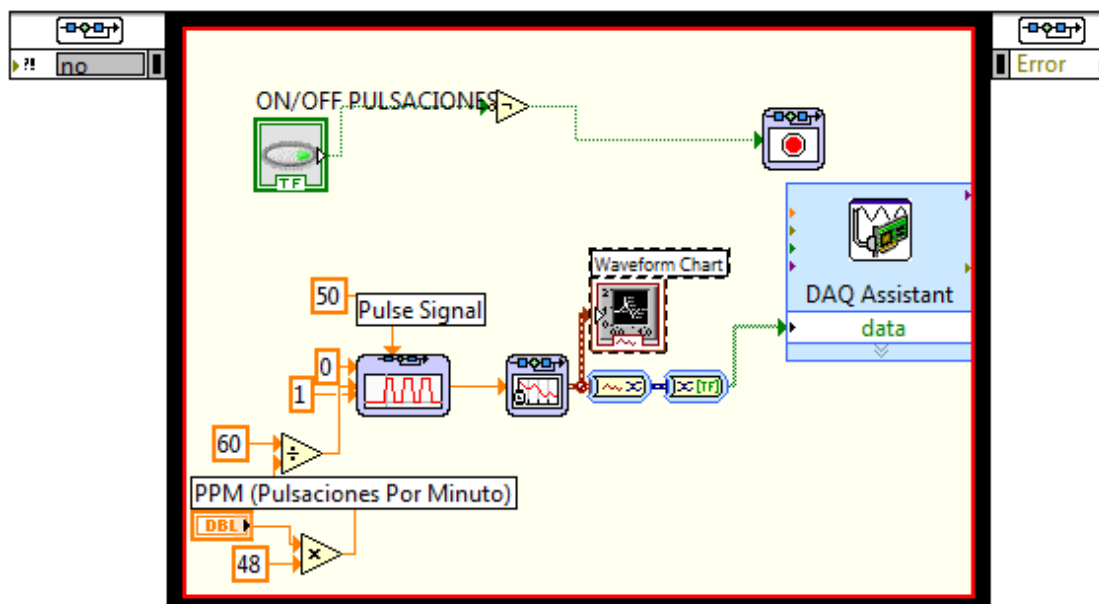 no
Error
ON/OFF PULSACIONES
TF
Waveform Chart
50
Pulse Signal
DAQ Assistant
data
0
1
[TF]
60
PPM (Pulsaciones Por Minuto)
DBL
48